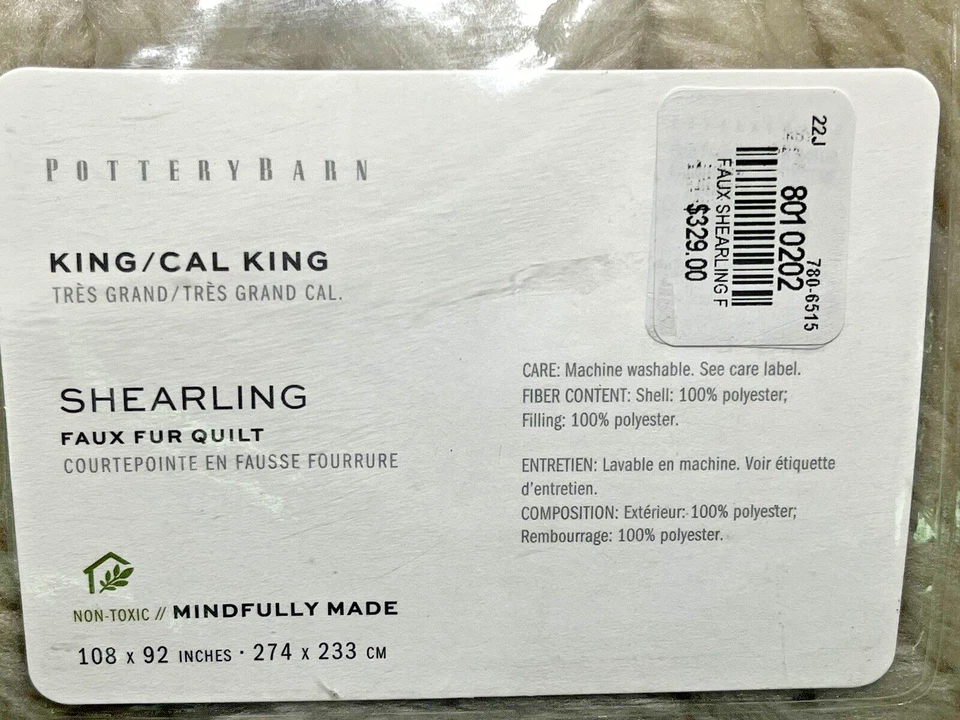 POTTERYBARN
KING/CAL KING
TRÈS GRAND/TRÈS GRAND CAL.
SHEARLING
FAUX FUR QUILT
COURTEPOINTE EN FAUSSE FOURRURE
NON-TOXIC // MINDFULLY MADE
108 x 92 INCHES · 274 x 233 CM
22J
780-6515
801 0202
FAUX SHEARLING F
$329.00
CARE: Machine washable. See care label.
FIBER CONTENT: Shell: 100% polyester;
Filling: 100% polyester.
ENTRETIEN: Lavable en machine. Voir étiquette
d'entretien.
COMPOSITION: Extérieur: 100% polyester;
Rembourrage: 100% polyester.